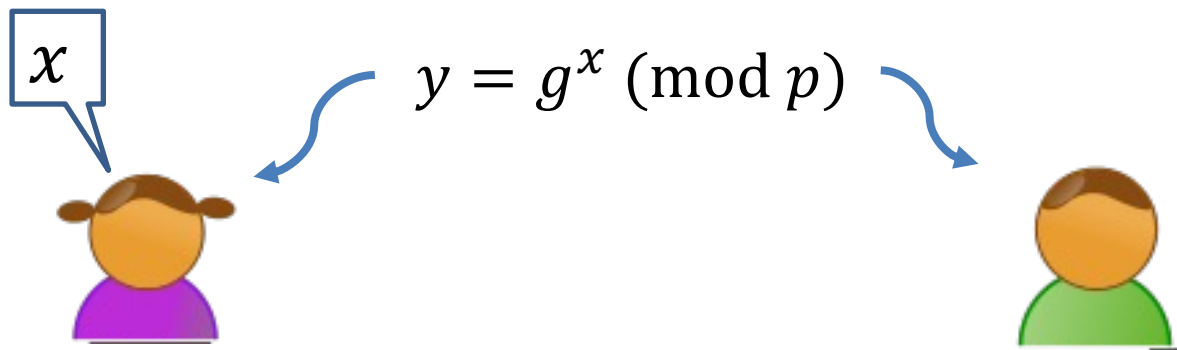 x
y = g^x (mod p)